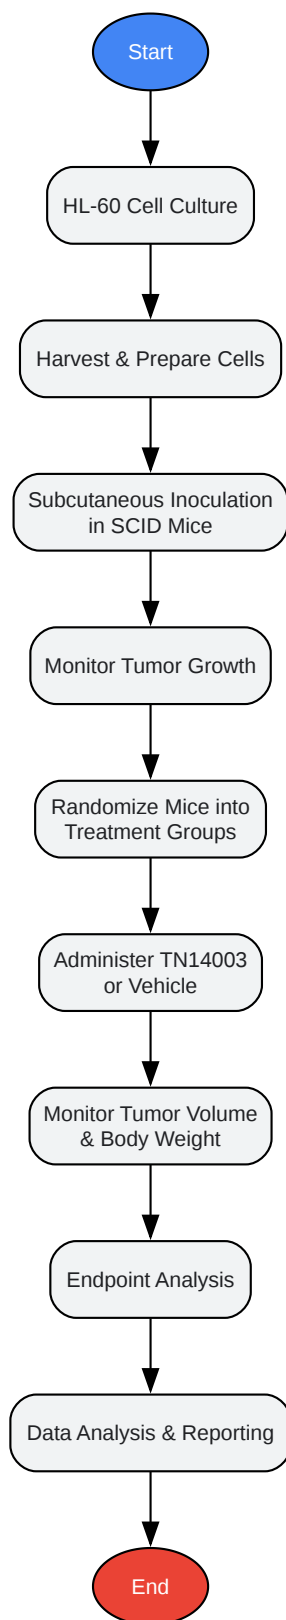 Start
HL-60 Cell Culture
Harvest & Prepare Cells
Subcutaneous Inoculation
in SCID Mice
Monitor Tumor Growth
Randomize Mice into
Treatment Groups
Administer TN14003
or Vehicle
Monitor Tumor Volume
& Body Weight
Endpoint Analysis
Data Analysis & Reporting
End